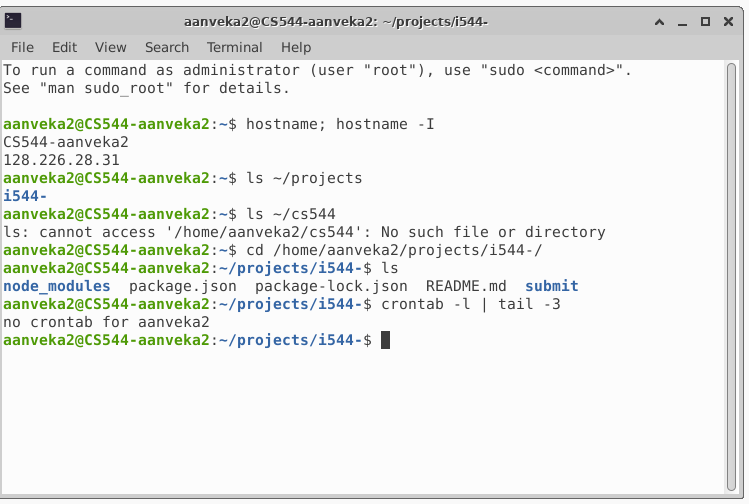 aanveka2@CS544-aanveka2: ~/projects/i544-
File Edit View Search Terminal Help
To run a command as administrator (user "root"), use "sudo <command>".
See "man sudo_root" for details.
aanveka2@CS544-aanveka2:~$ hostname; hostname -I
CS544-aanveka2
128.226.28.31
aanveka2@CS544-aanveka2:~$ ls ~/projects
i544-
aanveka2@CS544-aanveka2:~$ ls ~/cs544
ls: cannot access '/home/aanveka2/cs544': No such file or directory
aanveka2@CS544-aanveka2:~$ cd /home/aanveka2/projects/i544-/
aanveka2@CS544-aanveka2:~/projects/i544-$ ls
node_modules  package.json  package-lock.json  README.md  submit
aanveka2@CS544-aanveka2:~/projects/i544-$ crontab -l | tail -3
no crontab for aanveka2
aanveka2@CS544-aanveka2:~/projects/i544-$